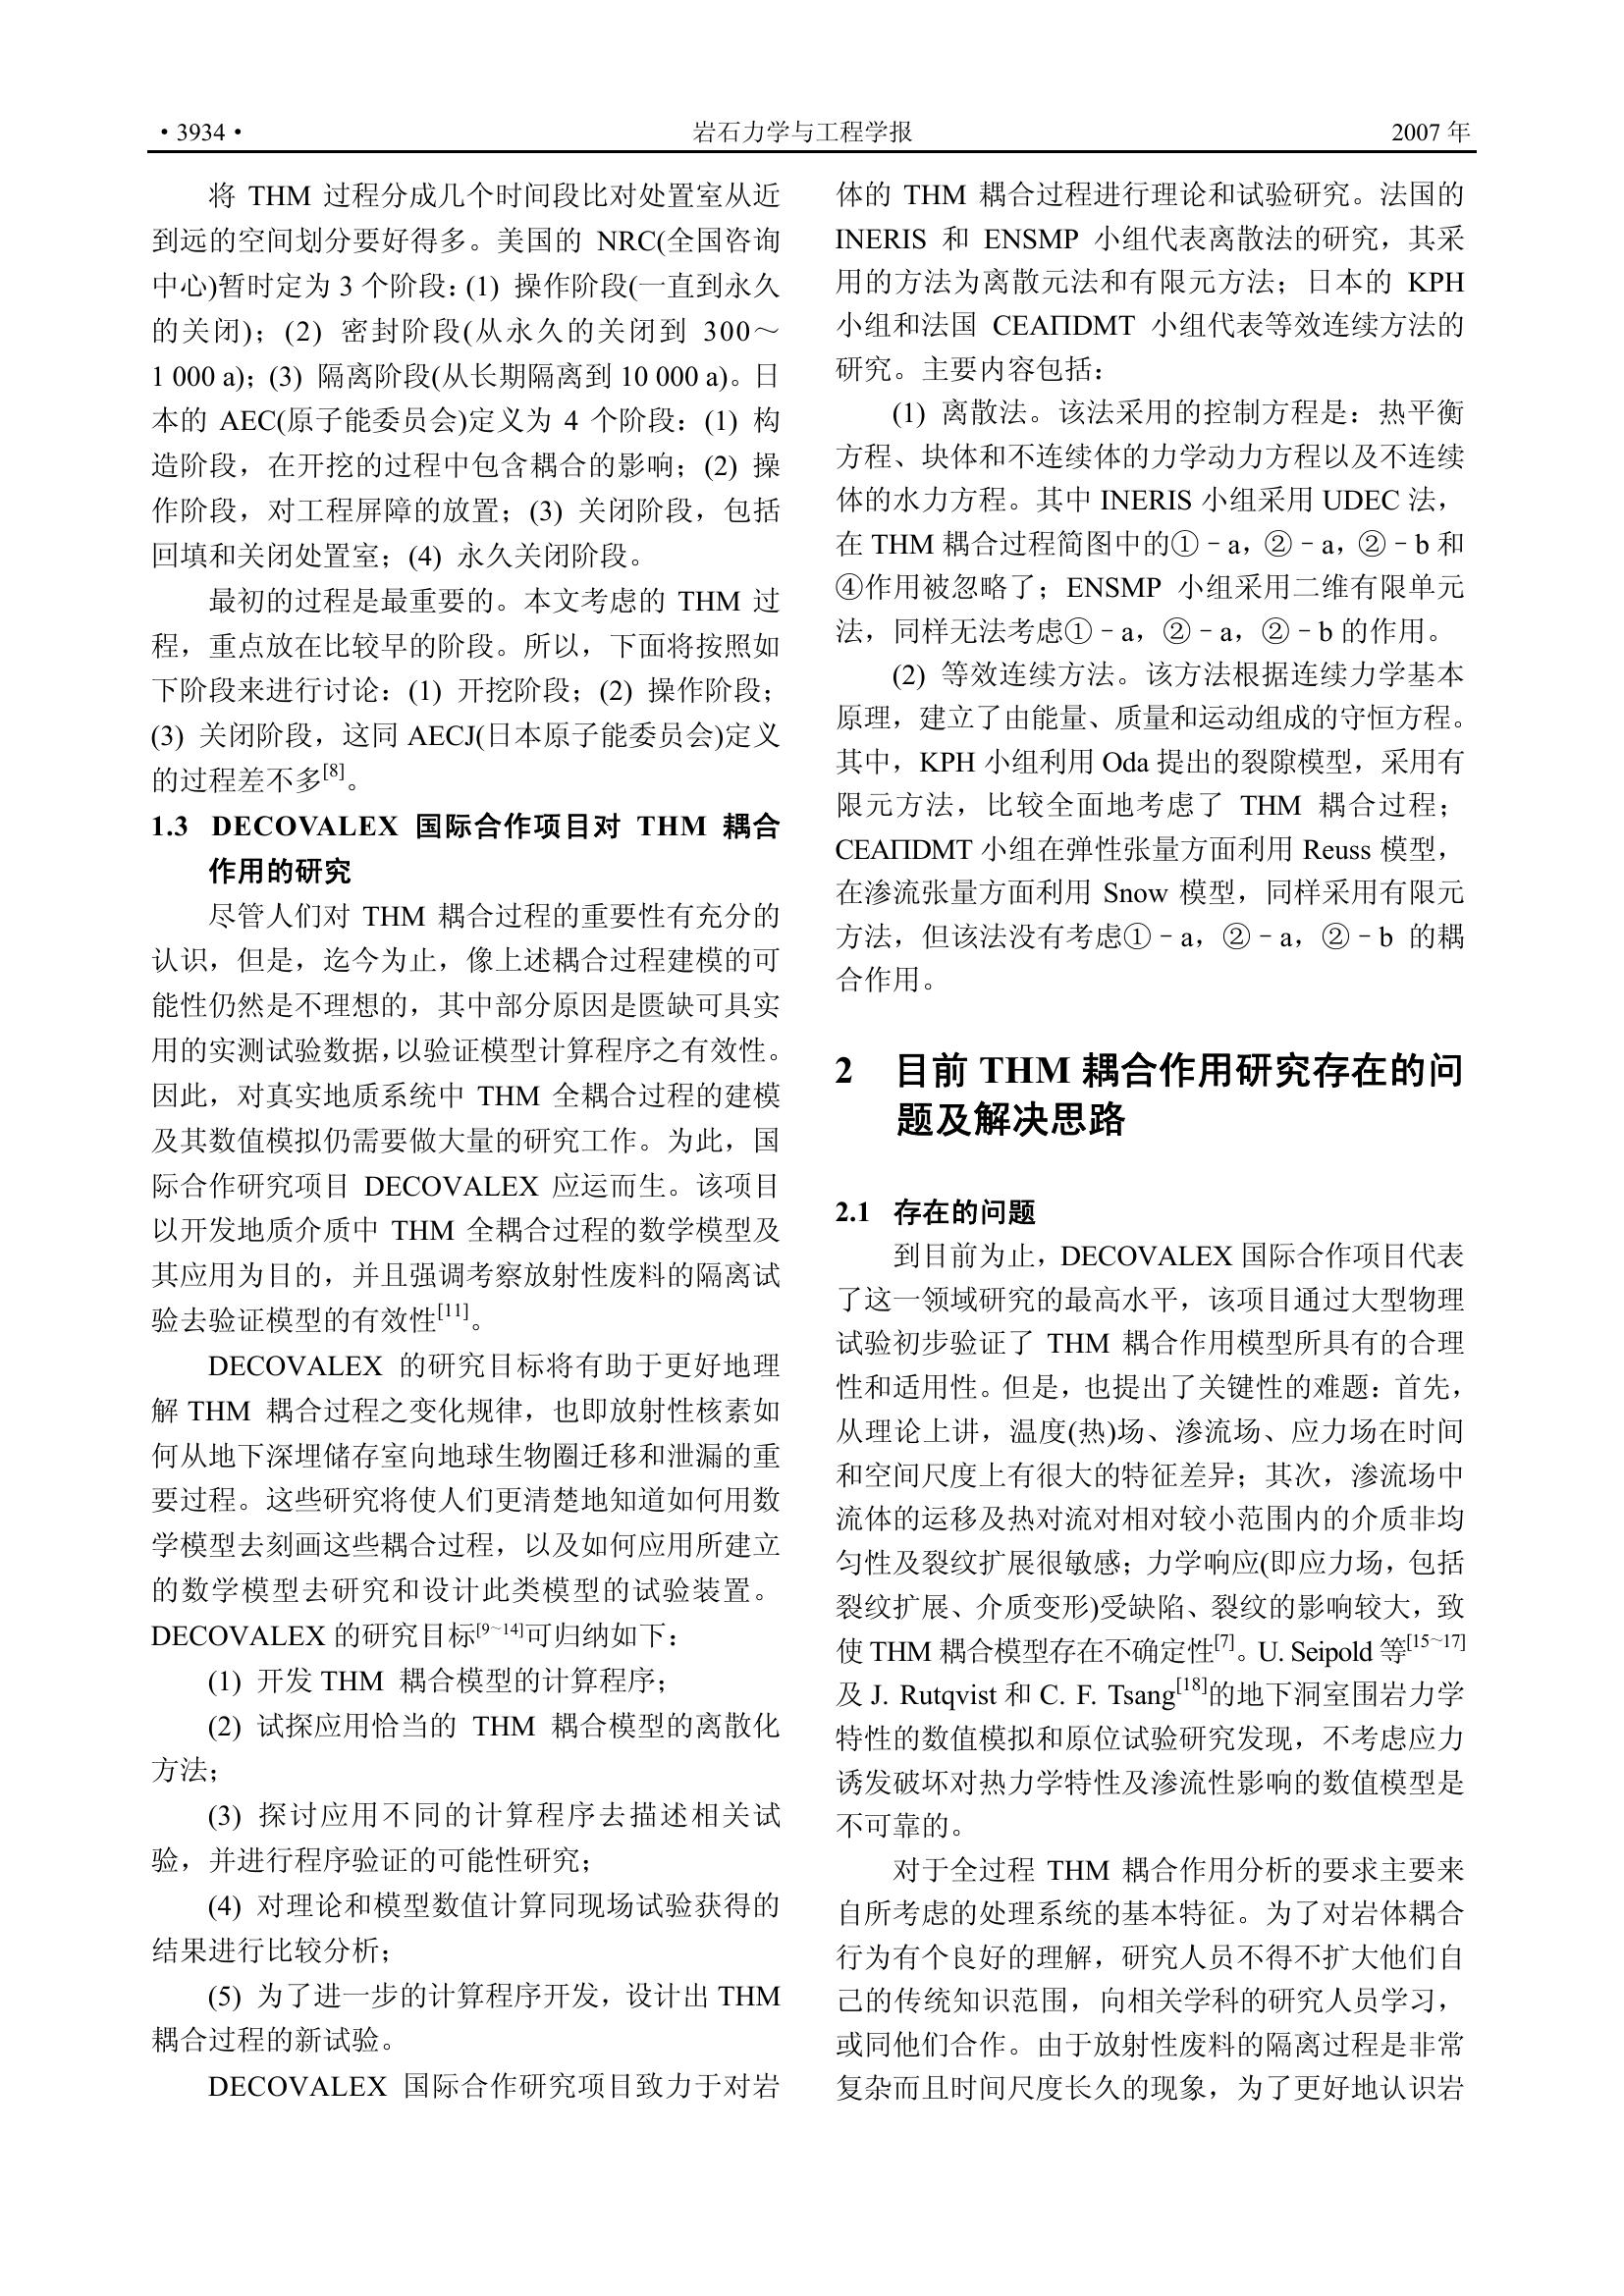 • 3934 •
岩石力学与工程学报
2007 年
将 THM 过程分成几个时间段比对处置室从近
到远的空间划分要好得多。美国的 NRC(全国咨询
中心)暂时定为 3 个阶段：(1) 操作阶段(一直到永久
的关闭)；(2) 密封阶段(从永久的关闭到 300～
1 000 a)；(3) 隔离阶段(从长期隔离到 10 000 a)。日
本的 AEC(原子能委员会)定义为 4 个阶段：(1) 构
造阶段，在开挖的过程中包含耦合的影响；(2) 操
作阶段，对工程屏障的放置；(3) 关闭阶段，包括
回填和关闭处置室；(4) 永久关闭阶段。
最初的过程是最重要的。本文考虑的 THM 过
程，重点放在比较早的阶段。所以，下面将按照如
下阶段来进行讨论：(1) 开挖阶段；(2) 操作阶段；
(3) 关闭阶段，这同 AECJ(日本原子能委员会)定义
的过程差不多[8]。
1.3 DECOVALEX 国际合作项目对 THM 耦合
作用的研究
尽管人们对 THM 耦合过程的重要性有充分的
认识，但是，迄今为止，像上述耦合过程建模的可
能性仍然是不理想的，其中部分原因是匮缺可具实
用的实测试验数据，以验证模型计算程序之有效性。
因此，对真实地质系统中 THM 全耦合过程的建模
及其数值模拟仍需要做大量的研究工作。为此，国
际合作研究项目 DECOVALEX 应运而生。该项目
以开发地质介质中 THM 全耦合过程的数学模型及
其应用为目的，并且强调考察放射性废料的隔离试
验去验证模型的有效性[11]。
DECOVALEX 的研究目标将有助于更好地理
解 THM 耦合过程之变化规律，也即放射性核素如
何从地下深埋储存室向地球生物圈迁移和泄漏的重
要过程。这些研究将使人们更清楚地知道如何用数
学模型去刻画这些耦合过程，以及如何应用所建立
的数学模型去研究和设计此类模型的试验装置。
DECOVALEX 的研究目标[9~14]可归纳如下：
(1) 开发 THM 耦合模型的计算程序；
(2) 试探应用恰当的 THM 耦合模型的离散化
方法；
(3) 探讨应用不同的计算程序去描述相关试
验，并进行程序验证的可能性研究；
(4) 对理论和模型数值计算同现场试验获得的
结果进行比较分析；
(5) 为了进一步的计算程序开发，设计出 THM
耦合过程的新试验。
DECOVALEX 国际合作研究项目致力于对岩
体的 THM 耦合过程进行理论和试验研究。法国的
INERIS 和 ENSMP 小组代表离散法的研究，其采
用的方法为离散元法和有限元方法；日本的 KPH
小组和法国 CEAΠDMT 小组代表等效连续方法的
研究。主要内容包括：
(1) 离散法。该法采用的控制方程是：热平衡
方程、块体和不连续体的力学动力方程以及不连续
体的水力方程。其中 INERIS 小组采用 UDEC 法，
在 THM 耦合过程简图中的①–a，②–a，②–b 和
④作用被忽略了；ENSMP 小组采用二维有限单元
法，同样无法考虑①–a，②–a，②–b 的作用。
(2) 等效连续方法。该方法根据连续力学基本
原理，建立了由能量、质量和运动组成的守恒方程。
其中，KPH 小组利用 Oda 提出的裂隙模型，采用有
限元方法，比较全面地考虑了 THM 耦合过程；
CEAΠDMT 小组在弹性张量方面利用 Reuss 模型，
在渗流张量方面利用 Snow 模型，同样采用有限元
方法，但该法没有考虑①–a，②–a，②–b 的耦
合作用。
2 目前 THM 耦合作用研究存在的问
题及解决思路
2.1 存在的问题
到目前为止，DECOVALEX 国际合作项目代表
了这一领域研究的最高水平，该项目通过大型物理
试验初步验证了 THM 耦合作用模型所具有的合理
性和适用性。但是，也提出了关键性的难题：首先，
从理论上讲，温度(热)场、渗流场、应力场在时间
和空间尺度上有很大的特征差异；其次，渗流场中
流体的运移及热对流对相对较小范围内的介质非均
匀性及裂纹扩展很敏感；力学响应(即应力场，包括
裂纹扩展、介质变形)受缺陷、裂纹的影响较大，致
使 THM 耦合模型存在不确定性[7]。U. Seipold 等[15~17]
及 J. Rutqvist 和 C. F. Tsang[18]的地下洞室围岩力学
特性的数值模拟和原位试验研究发现，不考虑应力
诱发破坏对热力学特性及渗流性影响的数值模型是
不可靠的。
对于全过程 THM 耦合作用分析的要求主要来
自所考虑的处理系统的基本特征。为了对岩体耦合
行为有个良好的理解，研究人员不得不扩大他们自
己的传统知识范围，向相关学科的研究人员学习，
或同他们合作。由于放射性废料的隔离过程是非常
复杂而且时间尺度长久的现象，为了更好地认识岩